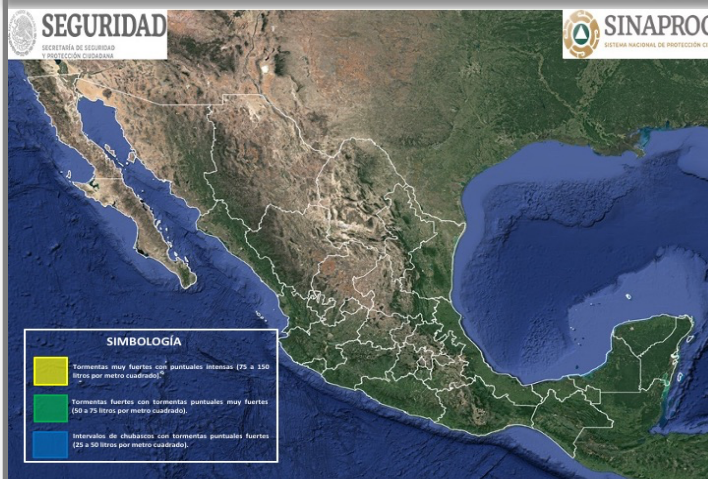 SEGURIDAD
SECRETARÍA DE SEGURIDAD
Y PROTECCIÓN CIUDADANA
SINAPROC
SISTEMA NACIONAL DE PROTECCIÓN CI
SIMBOLOGÍA
Tormentas muy fuertes con puntuales intensas (75 a 150
litros por metro cuadrado).
Tormentas fuertes con tormentas puntuales muy fuertes
(50 a 75 litros por metro cuadrado).
Intervalos de chubascos con tormentas puntuales fuertes
(25 a 50 litros por metro cuadrado).